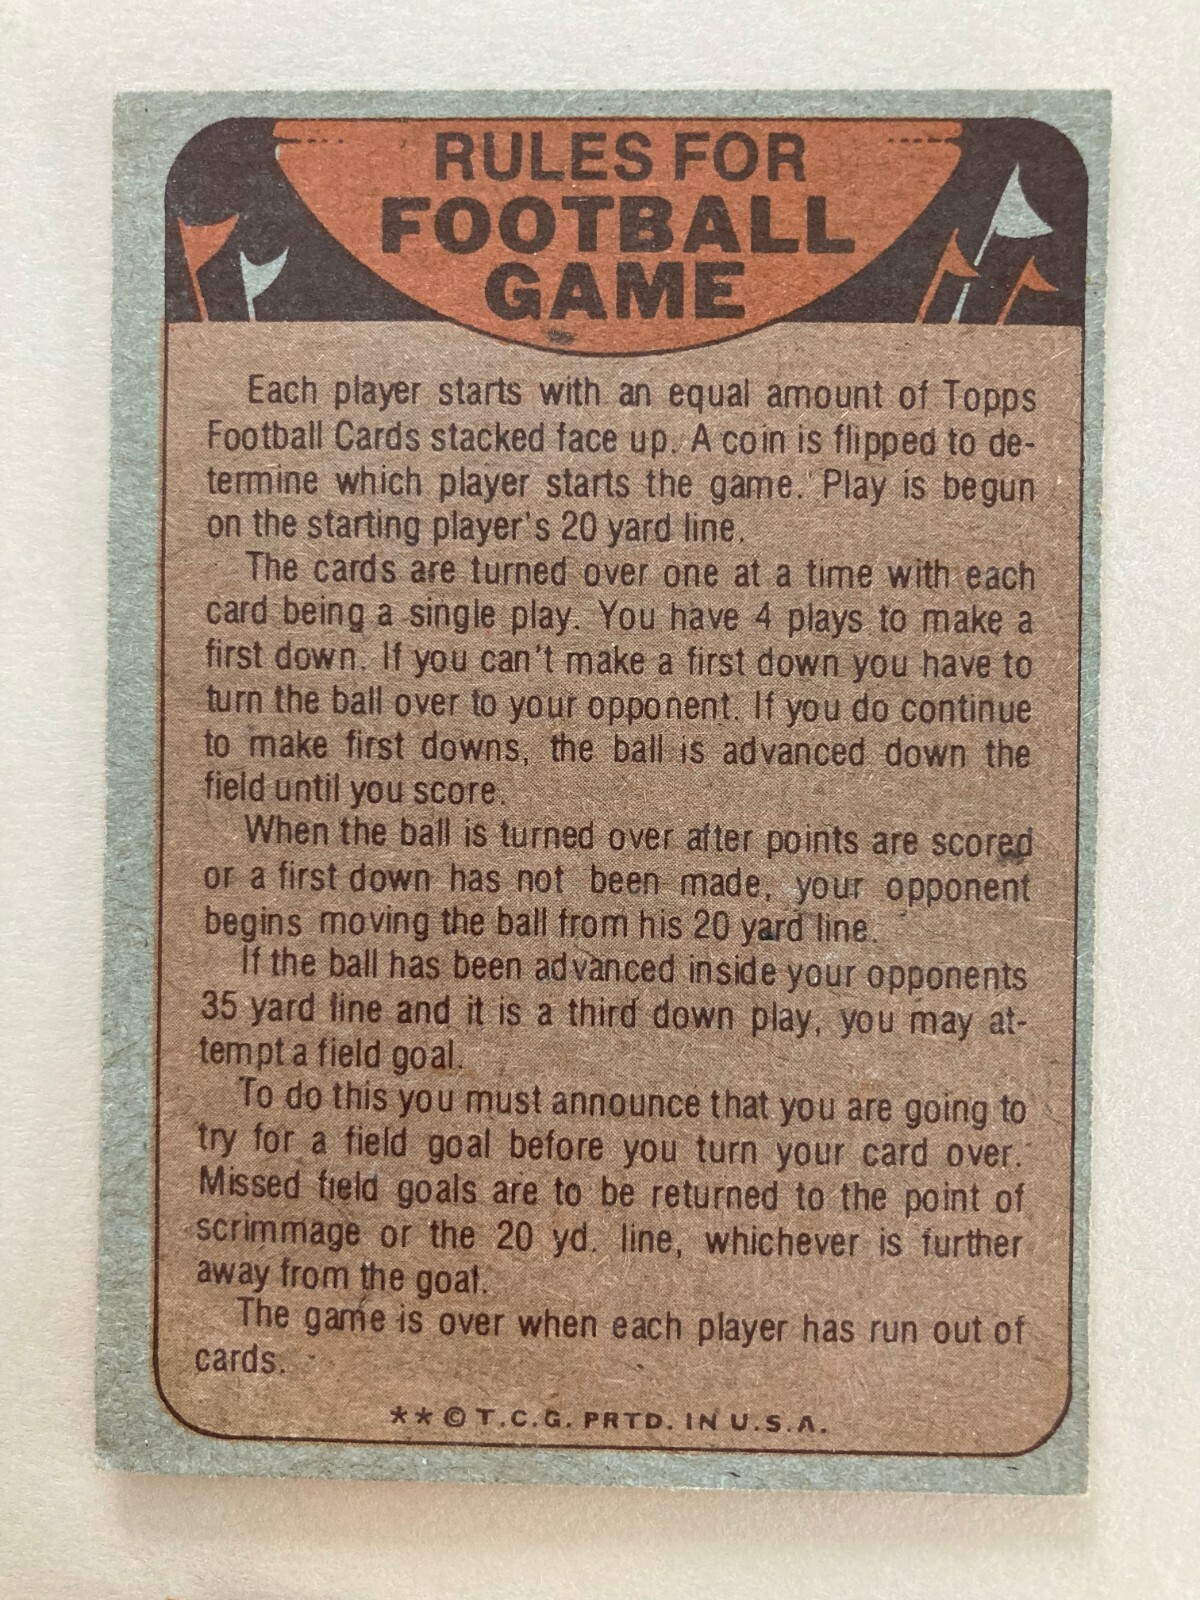 RULES FOR
FOOTBALL
GAME
Each player starts with an equal amount of Topps
Football Cards stacked face up. A coin is flipped to de-
termine which player starts the game. Play is begun
on the starting player's 20 yard line.
The cards are turned over one at a time with each
card being a single play. You have 4 plays to make a
first down. If you can't make a first down you have to
turn the ball over to your opponent. If you do continue
to make first downs, the ball is advanced down the
field until you score.
When the ball is turned over after points are scored
or a first down has not been made, your opponent
begins moving the ball from his 20 yard line.
If the ball has been advanced inside your opponents
35 yard line and it is a third down play, you may at-
tempt a field goal.
To do this you must announce that you are going to
try for a field goal before you turn your card over.
Missed field goals are to be returned to the point of
scrimmage or the 20 yd. line, whichever is further
away from the goal.
The game is over when each player has run out of
cards.
**© T.C.G. PRTD. IN U.S.A.